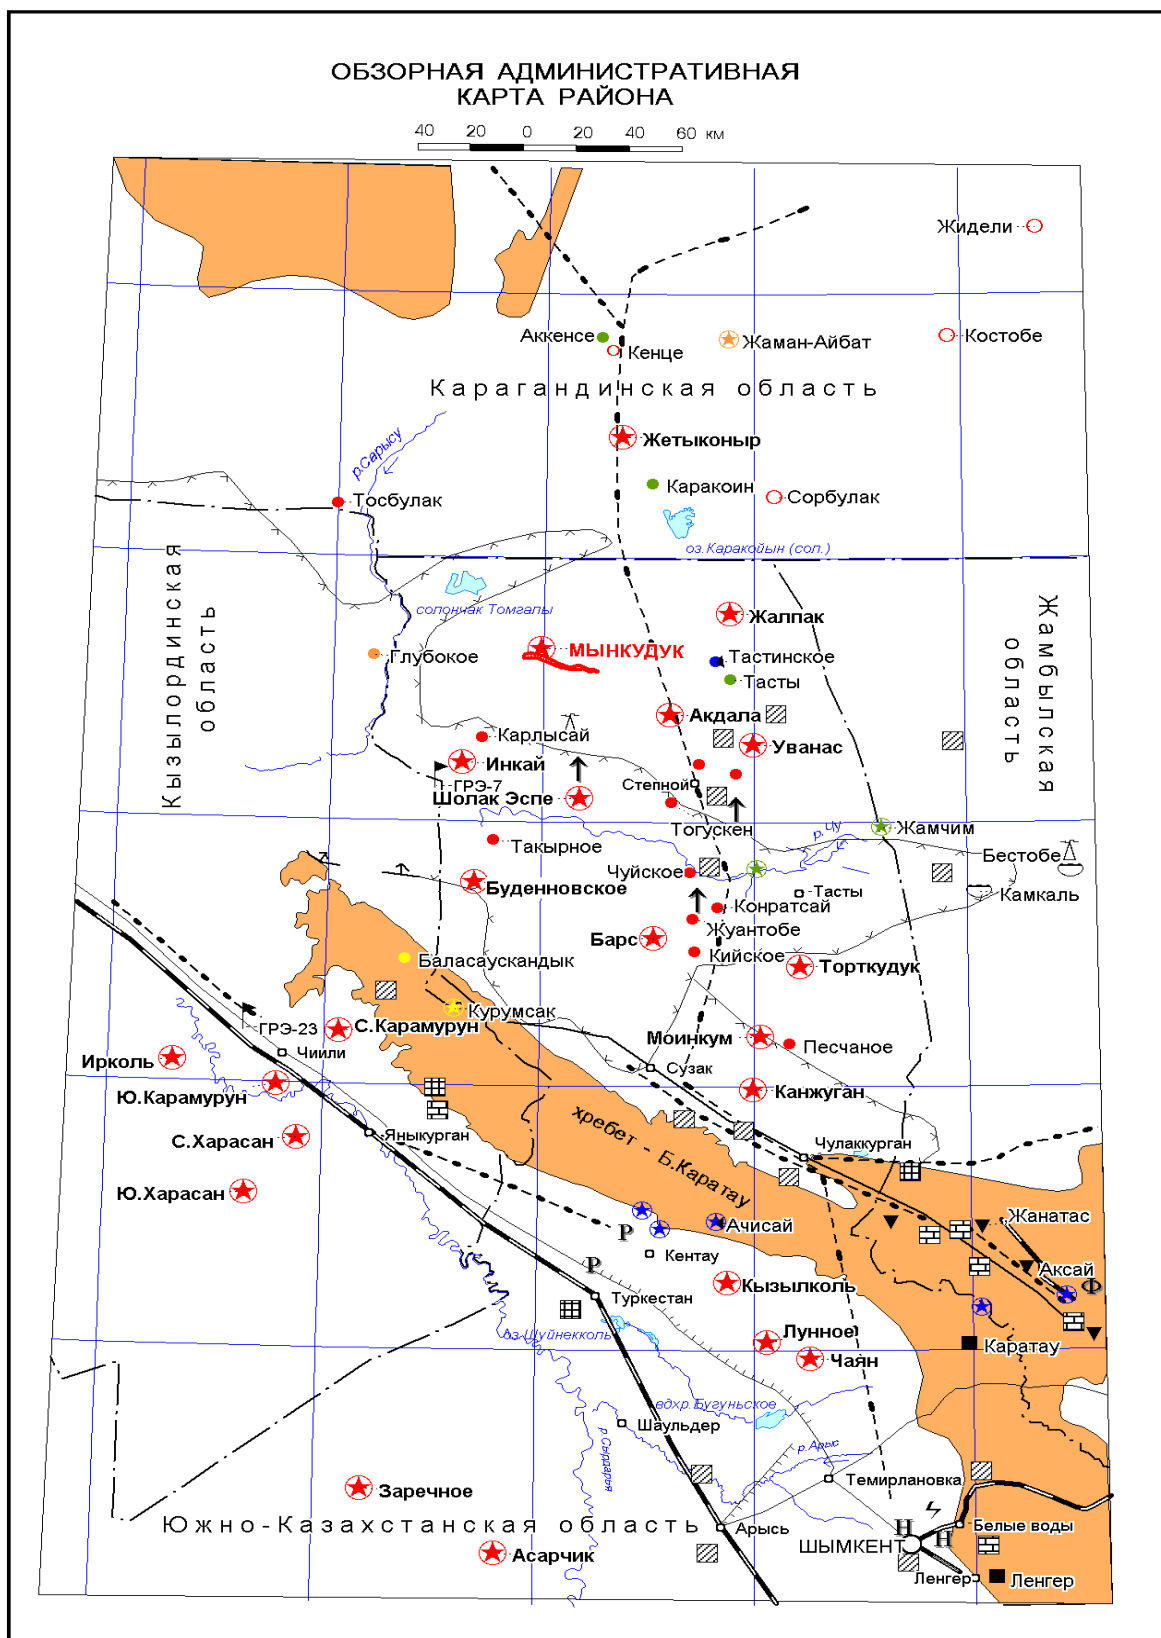 ОБЗОРНАЯ АДМИНИСТРАТИВНАЯ
КАРТА РАЙОНА
40 20 0 20 40 60 км
Жидели
Аккенсе
Кенце
Жаман-Айбат
Костобе
Карагандинская область
Жетыконыр
р.Сарысу
Тосбулак
Каракоин
Сорбулак
оз.Каракойын (сол.)
Кызылординская
область
Жамбылская
область
солончак Томгалы
Жалпак
Глубокое
МЫНКУДУК
Тастинское
Тасты
Акдала
Карлысай
Уванас
Инкай
ГРЭ-7
Степной
Шолак Эспе
Тогускен
р.Чу
Жамчим
Такырное
Бестобе
Чуйское
Буденновское
Тасты
Камкаль
Конратсай
Жуантобе
Барс
Кийское
Баласаускандык
Торткудук
Курумсак
ГРЭ-23
С.Карамурун
Моинкум
Песчаное
Чиили
Ирколь
Сузак
Ю.Карамурун
Канжуган
хребет - Б.Каратау
Яныкурган
С.Харасан
Чулаккурган
Ю.Харасан
Ачисай
Жанатас
Р
Кентау
Аксай
Р
Кызылколь
Ф
Туркестан
оз.Шуйнекколь
Лунное
Каратау
Чаян
вдхр.Бугуньское
Шаульдер
р.Сырдарья
р.Арыс
Темирлановка
Заречное
Южно-Казахстанская область
Арысь
Н
Белые воды
Н
ШЫМКЕНТ
Асарчик
Ленгер
Ленгер